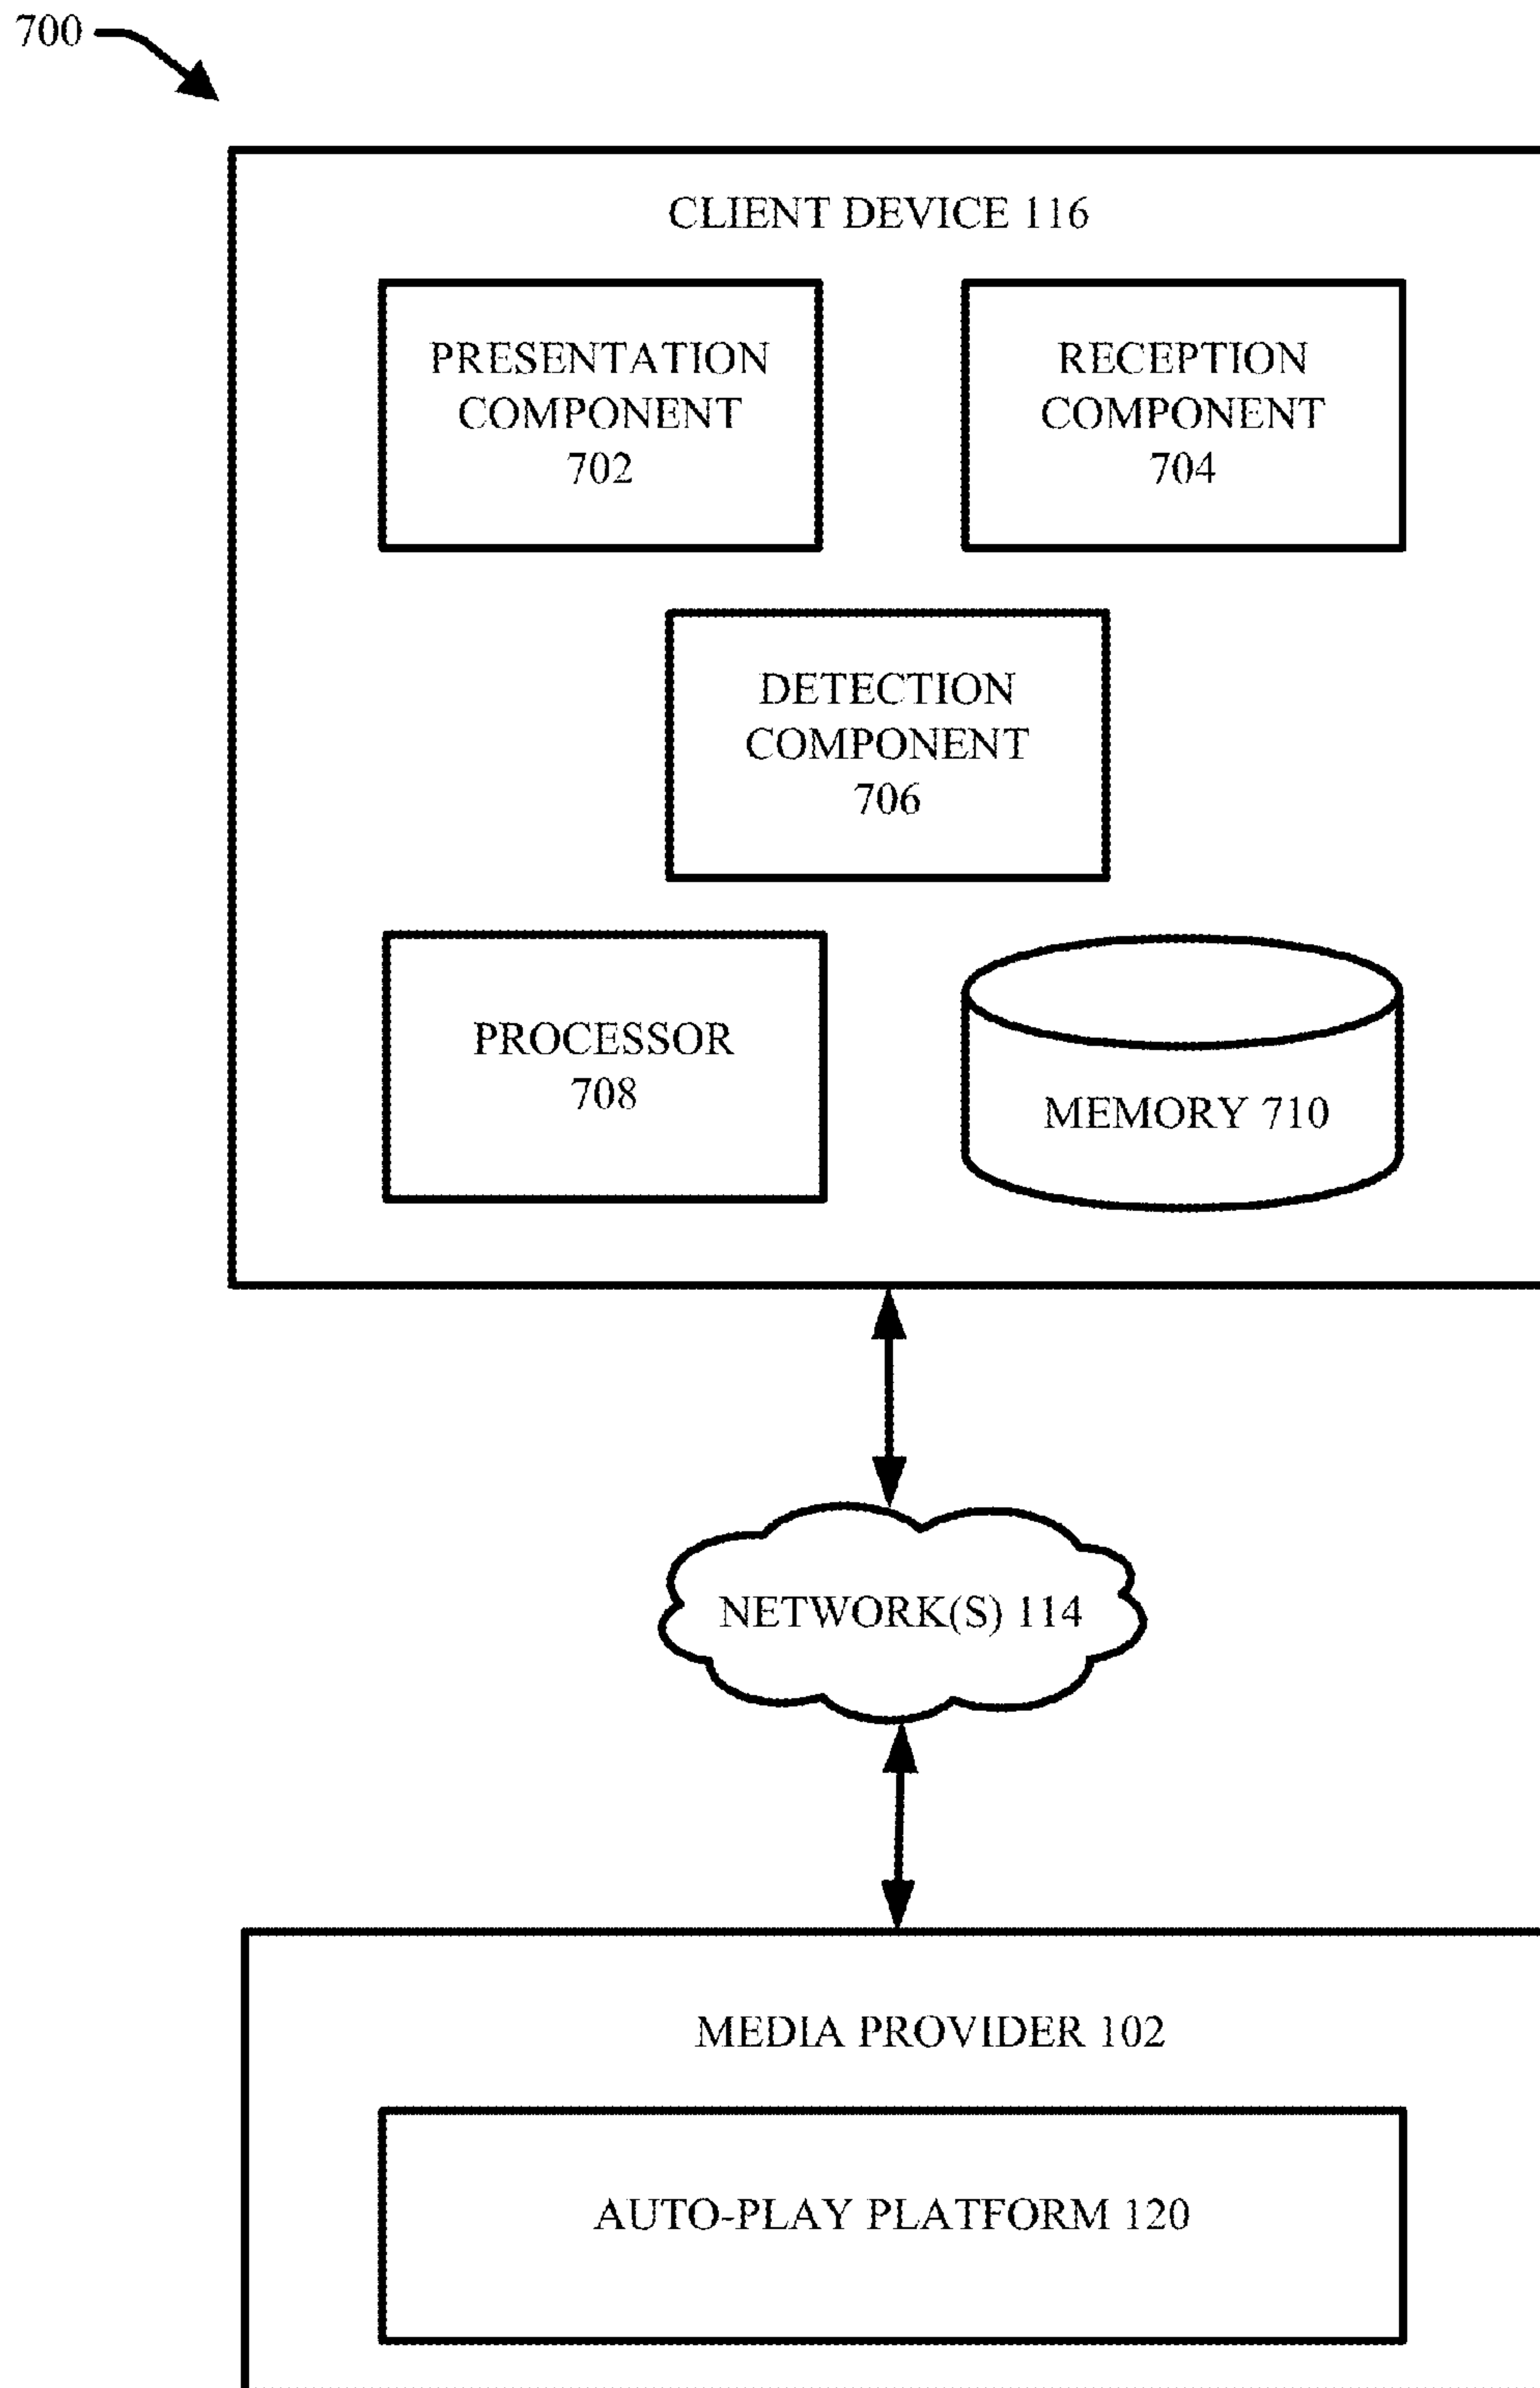 700
CLIENT DEVICE 116
PRESENTATION
COMPONENT
702
RECEPTION
COMPONENT
704
DETECTION
COMPONENT
706
PROCESSOR
708
MEMORY 710
NETWORK(S) 114
MEDIA PROVIDER 102
AUTO-PLAY PLATFORM 120